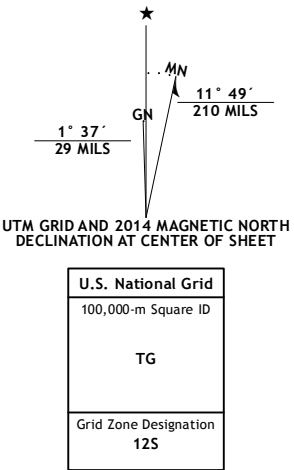 ★
MN
GN
11° 49´
210 MILS
1° 37´
29 MILS
UTM GRID AND 2014 MAGNETIC NORTH
DECLINATION AT CENTER OF SHEET
U.S. National Grid
100,000-m Square ID
TG
Grid Zone Designation
12S